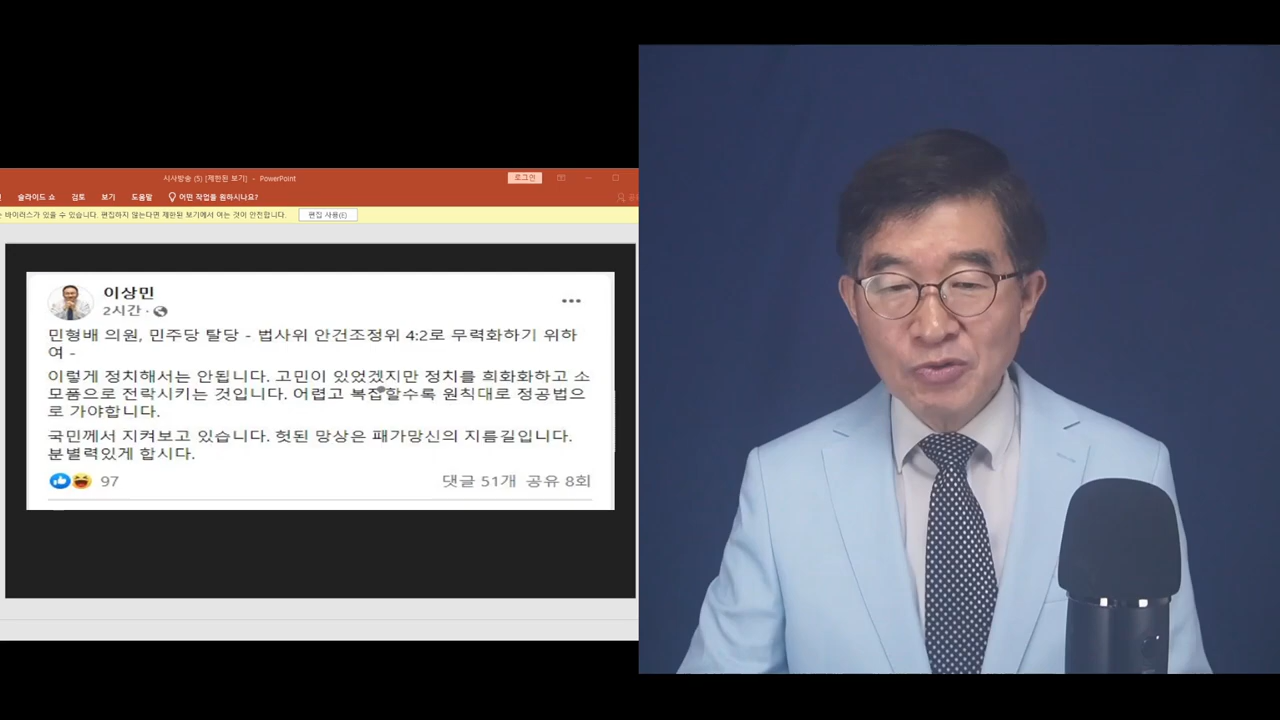 시사방송 (5) [제한된 보기] - PowerPoint
로그인
슬라이드 쇼 검토 보기 도움말 어떤 작업을 원하시나요?
바이러스가 있을 수 있습니다. 편집하지 않는다면 제한된 보기에서 여는 것이 안전합니다. 편집 사용(E)
이상민
2시간 ·
민형배 의원, 민주당 탈당 - 법사위 안건조정위 4:2로 무력화하기 위하
여 -
이렇게 정치해서는 안됩니다. 고민이 있었겠지만 정치를 희화화하고 소
모품으로 전락시키는 것입니다. 어렵고 복잡할수록 원칙대로 정공법으
로 가야합니다.
국민께서 지켜보고 있습니다. 헛된 망상은 패가망신의 지름길입니다.
분별력있게 합시다.
97
댓글 51개 공유 8회